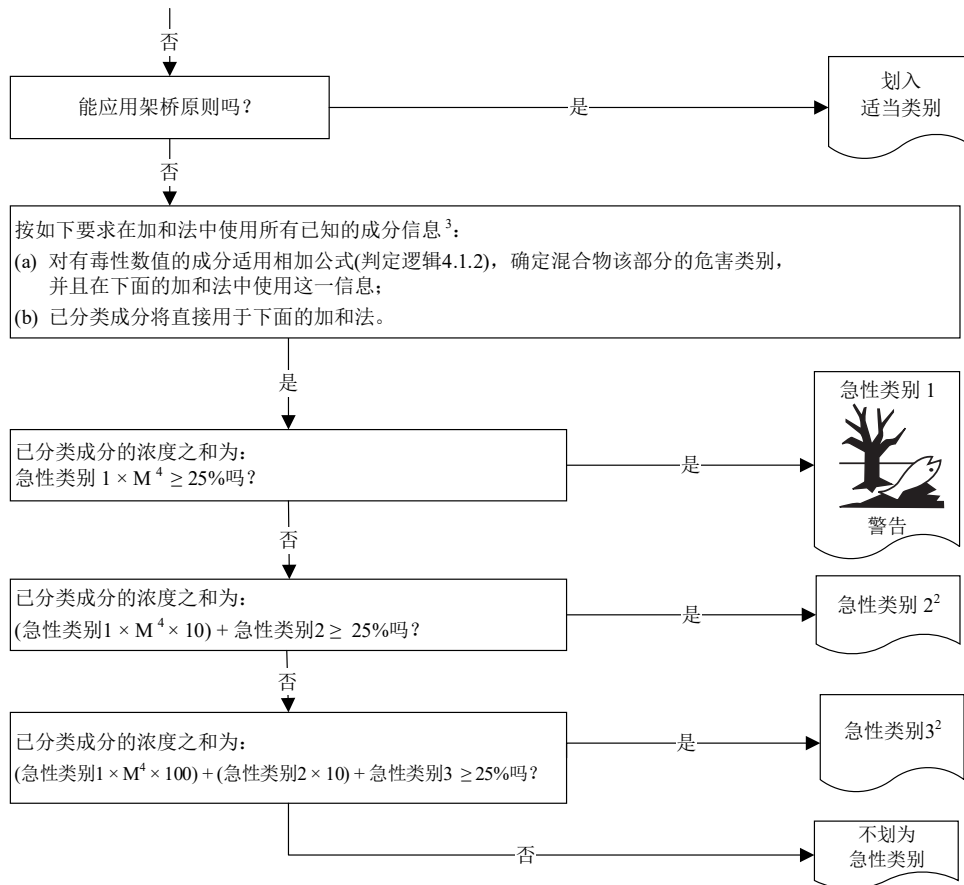 否
能应用架桥原则吗？
是
划入
适当类别
否
按如下要求在加和法中使用所有已知的成分信息³：
(a) 对有毒性数值的成分适用相加公式(判定逻辑4.1.2)，确定混合物该部分的危害类别，
并且在下面的加和法中使用这一信息；
(b) 已分类成分将直接用于下面的加和法。
是
急性类别 1
已分类成分的浓度之和为：
急性类别 1 × M⁴ ≥ 25%吗？
是
警告
否
已分类成分的浓度之和为：
(急性类别1 × M⁴ × 10) + 急性类别2 ≥ 25%吗？
是
急性类别 2²
否
已分类成分的浓度之和为：
(急性类别1 × M⁴ × 100) + (急性类别2 × 10) + 急性类别3 ≥25%吗？
是
急性类别3²
否
不划为
急性类别